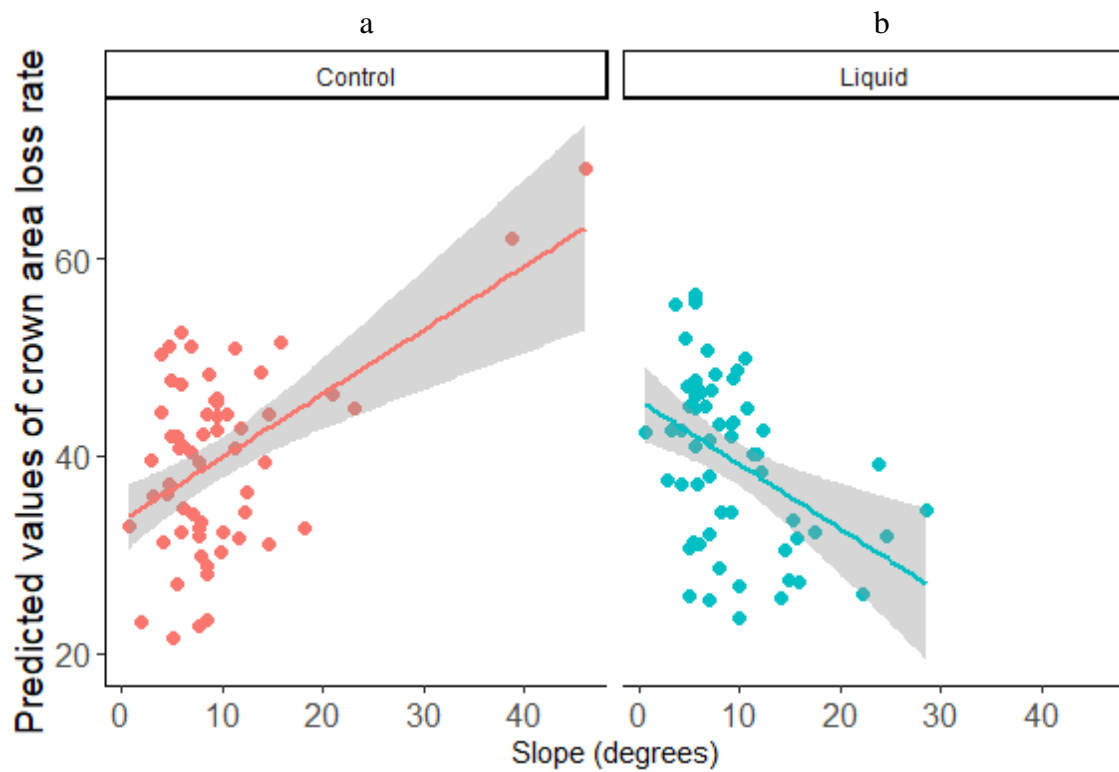 a b
Control Liquid
Predicted values of crown area loss rate
60
40
20
0 10 20 30 40 0 10 20 30 40
Slope (degrees)